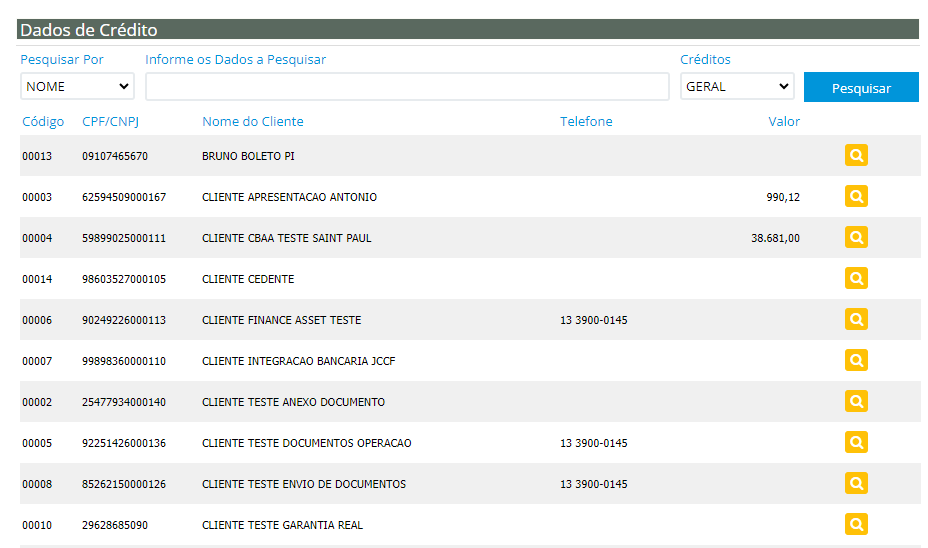 Dados de Crédito
Pesquisar Por Informe os Dados a Pesquisar Créditos
NOME GERAL Pesquisar
Código CPF/CNPJ Nome do Cliente Telefone Valor
00013 09107465670 BRUNO BOLETO PI
00003 62594509000167 CLIENTE APRESENTACAO ANTONIO 990,12
00004 59899025000111 CLIENTE CBAA TESTE SAINT PAUL 38.681,00
00014 98603527000105 CLIENTE CEDENTE
00006 90249226000113 CLIENTE FINANCE ASSET TESTE 13 3900-0145
00007 99898360000110 CLIENTE INTEGRACAO BANCARIA JCCF
00002 25477934000140 CLIENTE TESTE ANEXO DOCUMENTO
00005 92251426000136 CLIENTE TESTE DOCUMENTOS OPERACAO 13 3900-0145
00008 85262150000126 CLIENTE TESTE ENVIO DE DOCUMENTOS 13 3900-0145
00010 29628685090 CLIENTE TESTE GARANTIA REAL